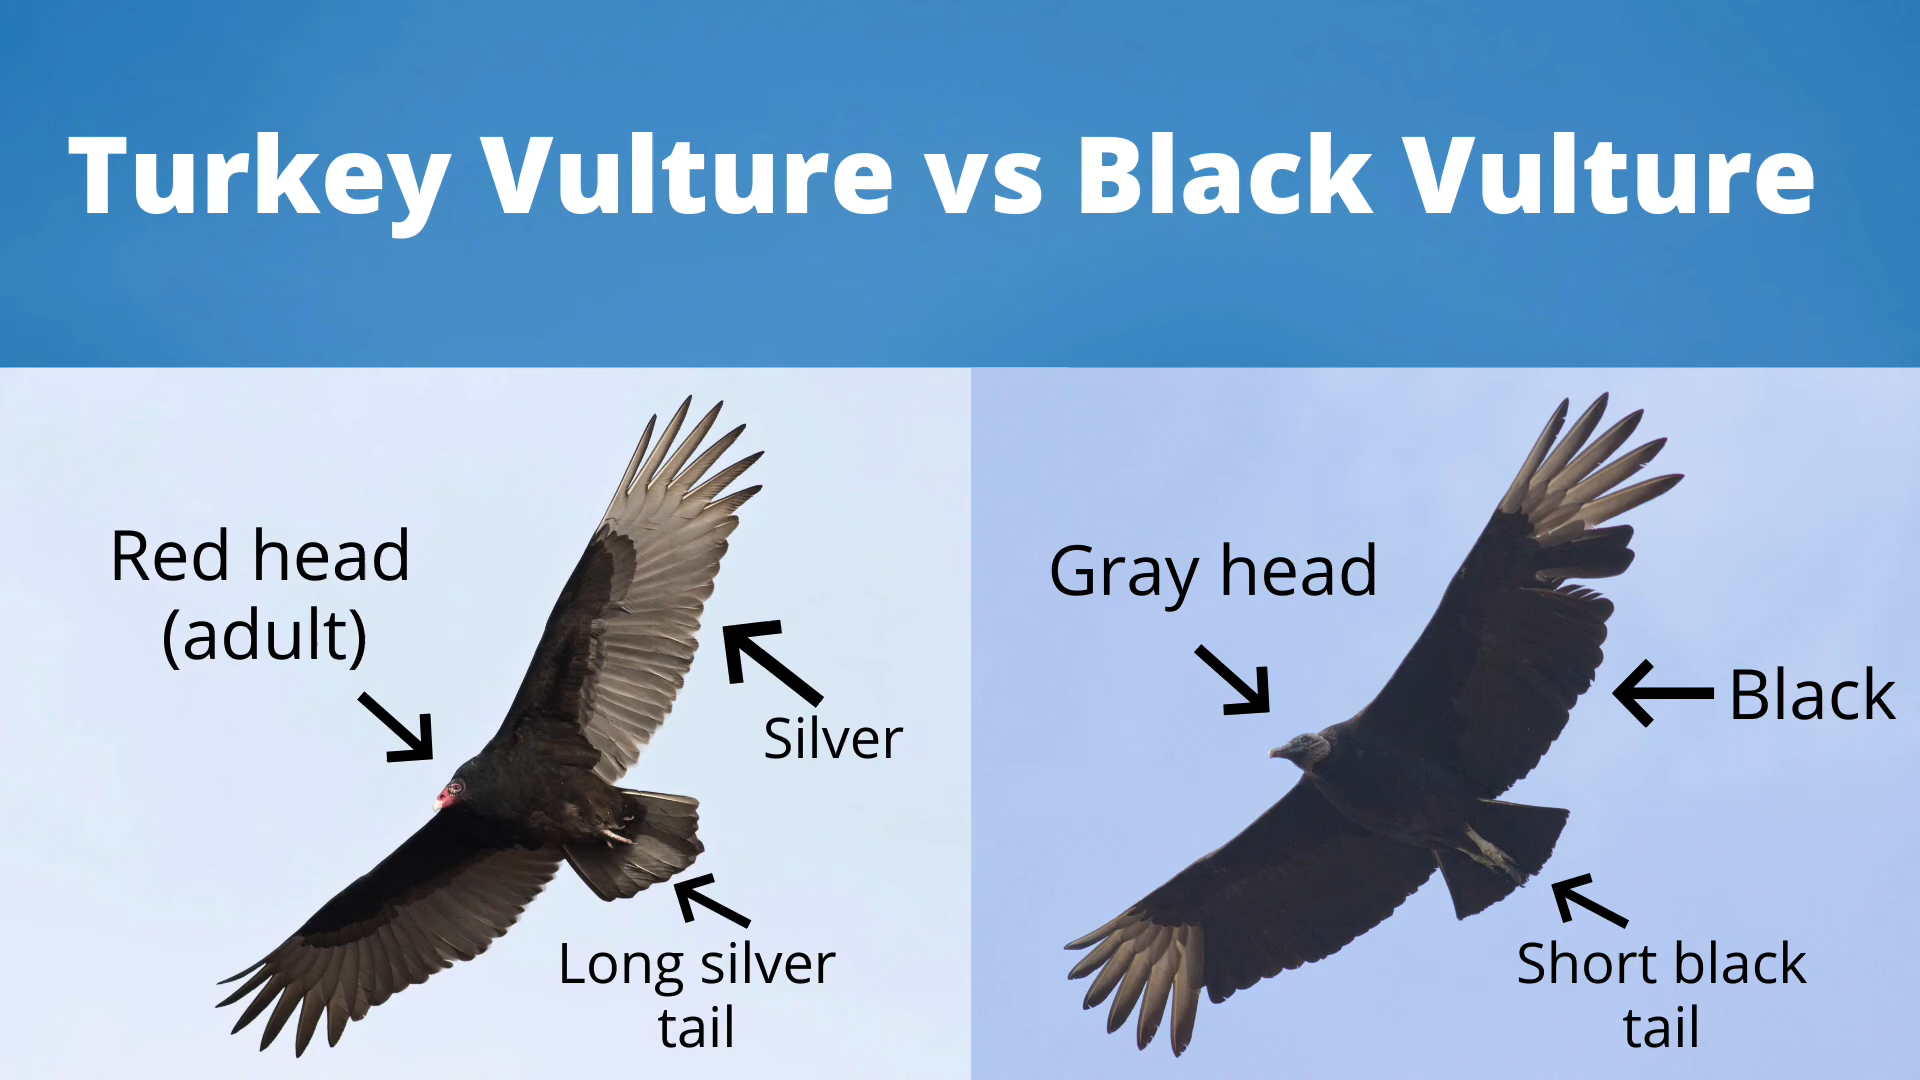 Turkey Vulture vs Black Vulture
Red head
(adult)
Silver
Long silver
tail
Gray head
Black
Short black
tail